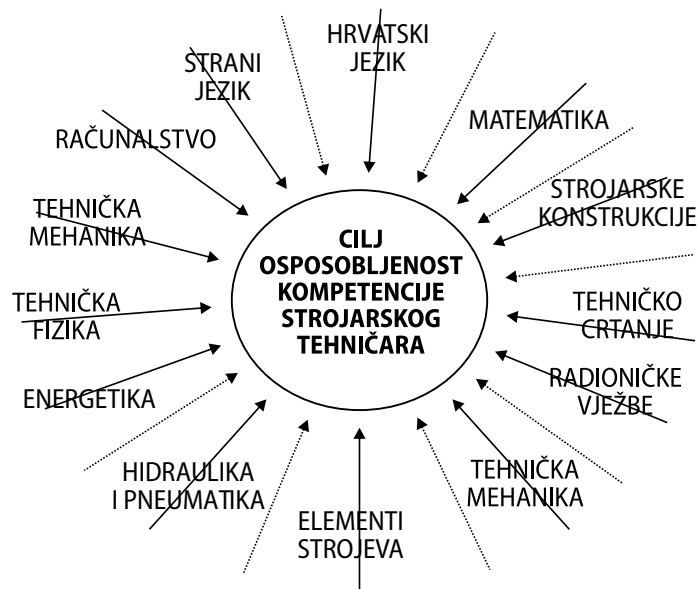 HRVATSKI
JEZIK
STRANI
JEZIK
MATEMATIKA
RAČUNALSTVO
STROJARSKE
KONSTRUKCIJE
TEHNIČKA
MEHANIKA
CILJ
OSPOSOBLJENOST
KOMPETENCIJE
STROJARSKOG
TEHNIČARA
TEHNIČKA
FIZIKA
TEHNIČKO
CRTANJE
ENERGETIKA
RADIONIČKE
VJEŽBE
HIDRAULIKA
I PNEUMATIKA
TEHNIČKA
MEHANIKA
ELEMENTI
STROJEVA